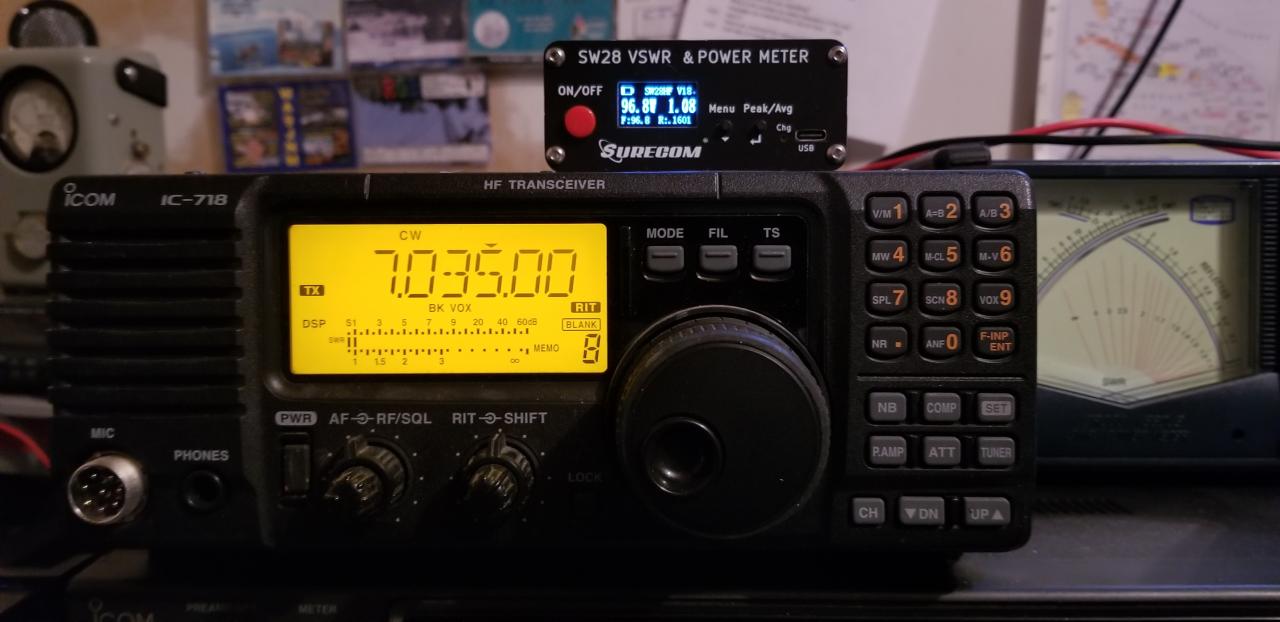 SW28 VSWR & POWER METER
ON/OFF
SW28HF V18
96.8W 1.08
F:96.8 R:.1601
Menu Peak/Avg
Chg
USB
SURECOM
ICOM
IC-718
HF TRANSCEIVER
CW
7.035.00
TX
BK VOX
RIT
DSP
S1 3 5 7 9 20 40 60dB
BLANK
SWR
MEMO
8
1 1.5 2 3 ∞
MODE FIL TS
V/M 1 A=B 2 A/B 3
MW 4 M-CL 5 M▸V 6
SPL 7 SCN 8 VOX 9
NR . ANF 0 F-INP ENT
NB COMP SET
P.AMP ATT TUNER
CH ▼DN UP▲
PWR AF RF/SQL RIT SHIFT
MIC
PHONES
LOCK
SWR
ICOM
METER